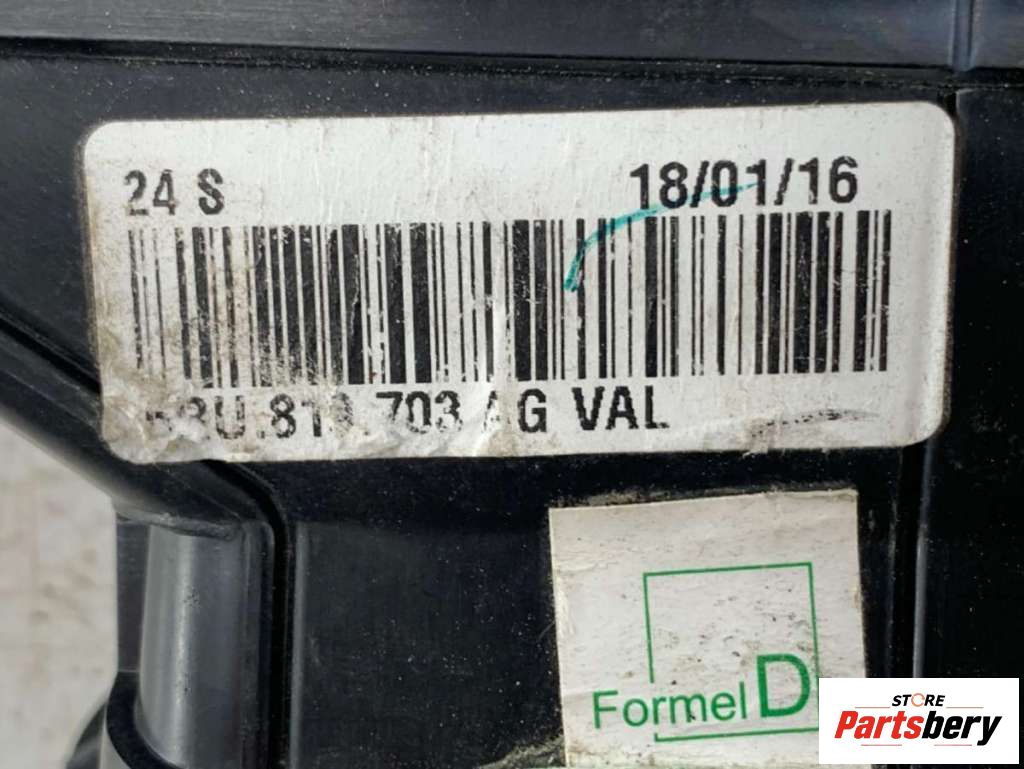 24 S
18/01/16
703 AG VAL
Formel D
STORE
Partsbery